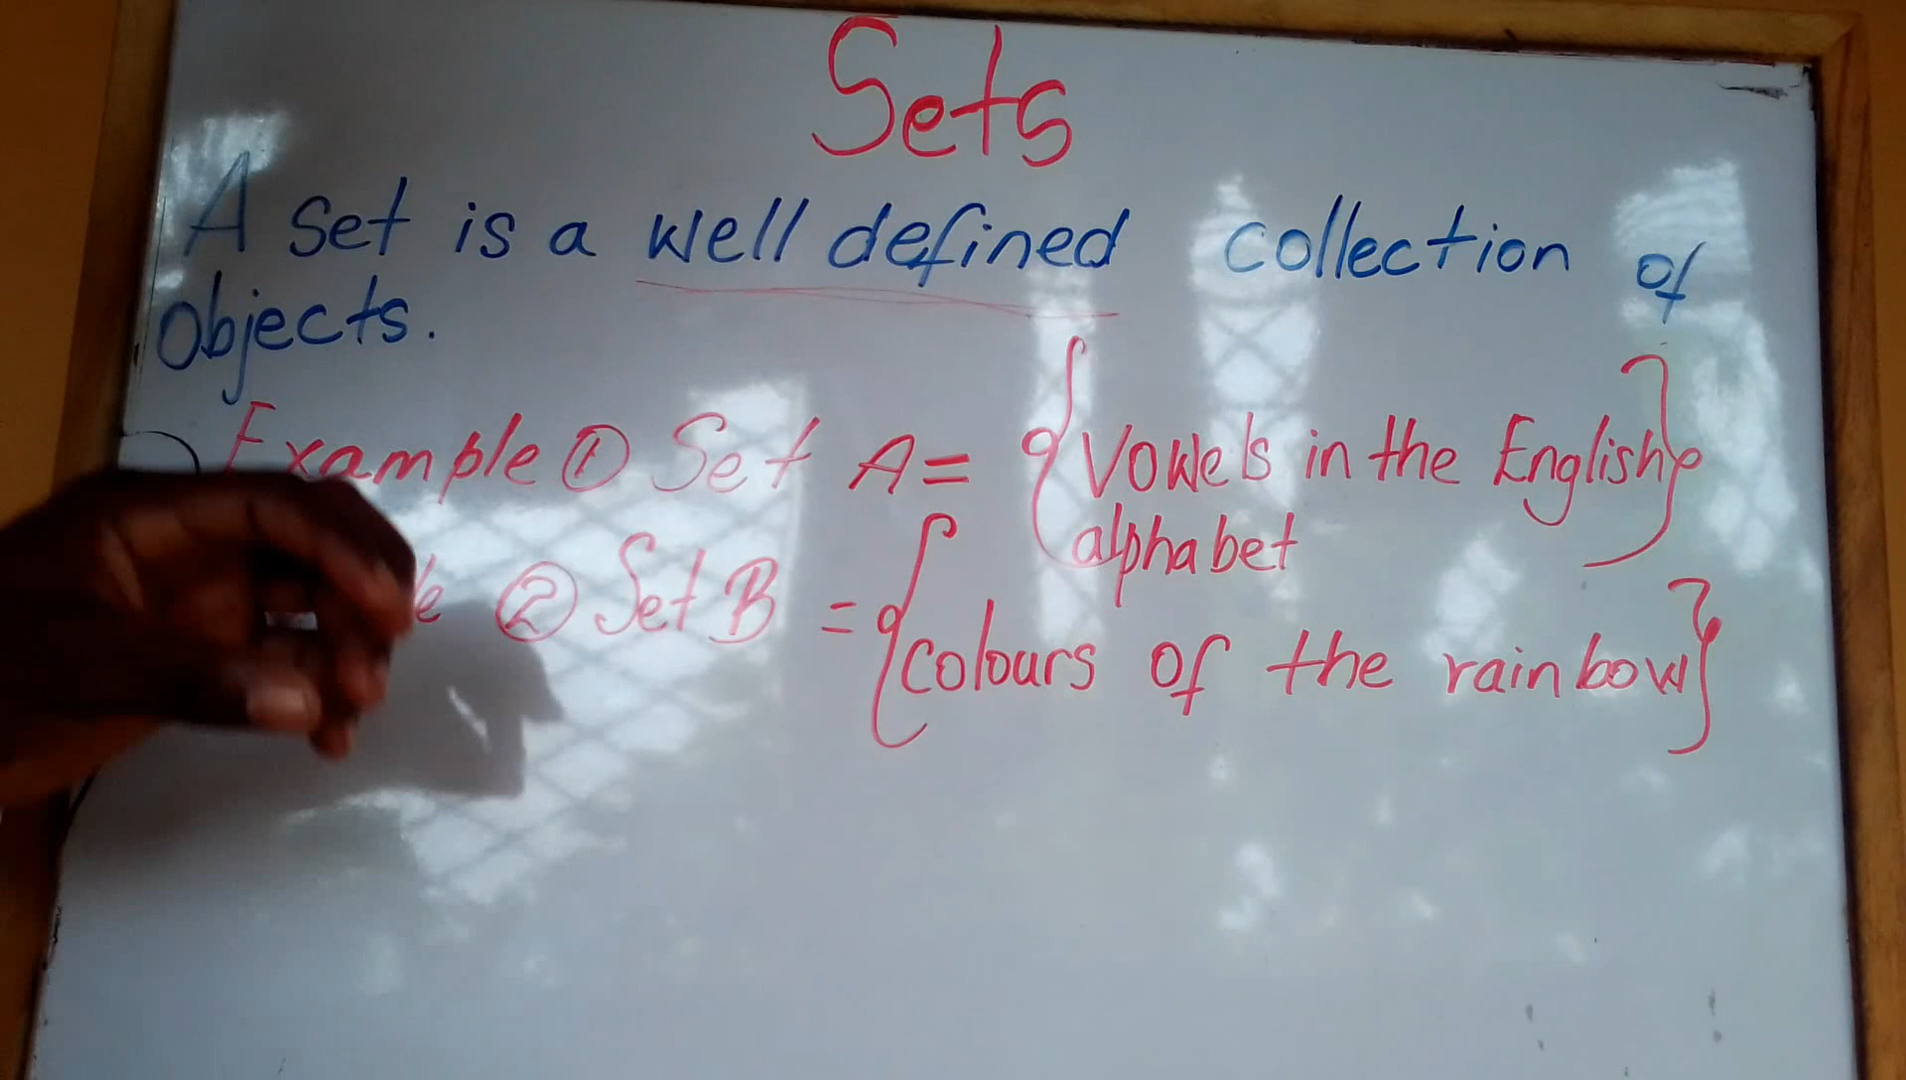 Sets
A set is a well defined collection of
objects.
Example ① Set A = {Vowels in the English}
alphabet
② Set B = {colours of the rainbow}